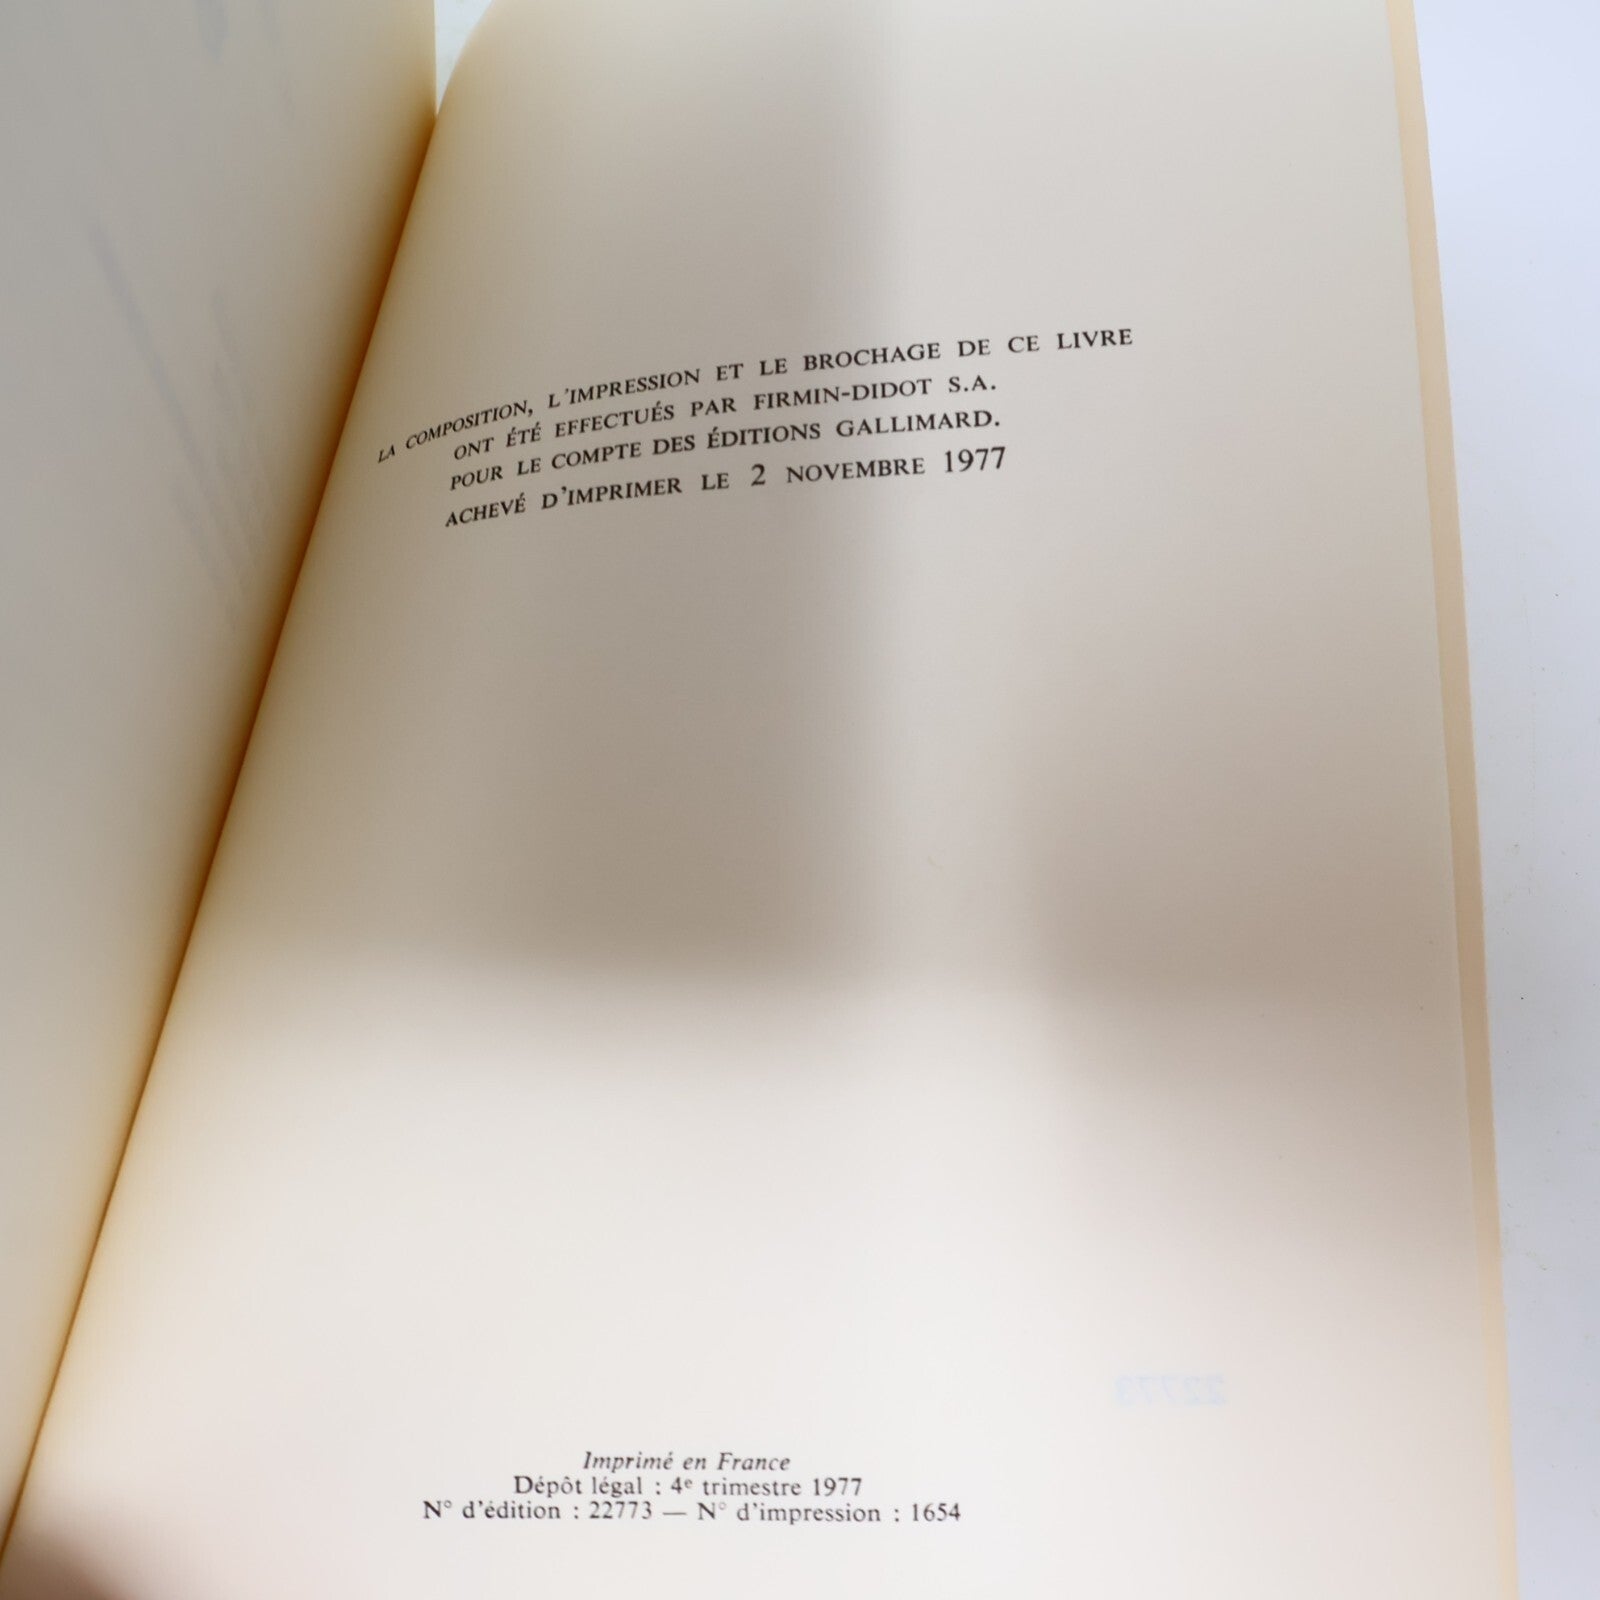 LA COMPOSITION, L'IMPRESSION ET LE BROCHAGE DE CE LIVRE
ONT ÉTÉ EFFECTUÉS PAR FIRMIN-DIDOT S.A.
POUR LE COMPTE DES ÉDITIONS GALLIMARD.
ACHEVÉ D'IMPRIMER LE 2 NOVEMBRE 1977
22773
Imprimé en France
Dépôt légal : 4e trimestre 1977
N° d'édition : 22773 — N° d'impression : 1654